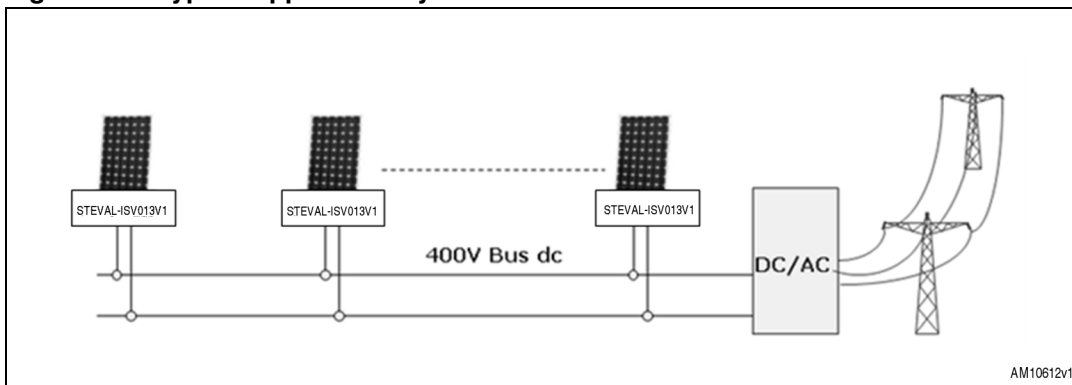 STEVAL-ISV013V1 STEVAL-ISV013V1 STEVAL-ISV013V1
400V Bus dc
DC/AC
AM10612v1